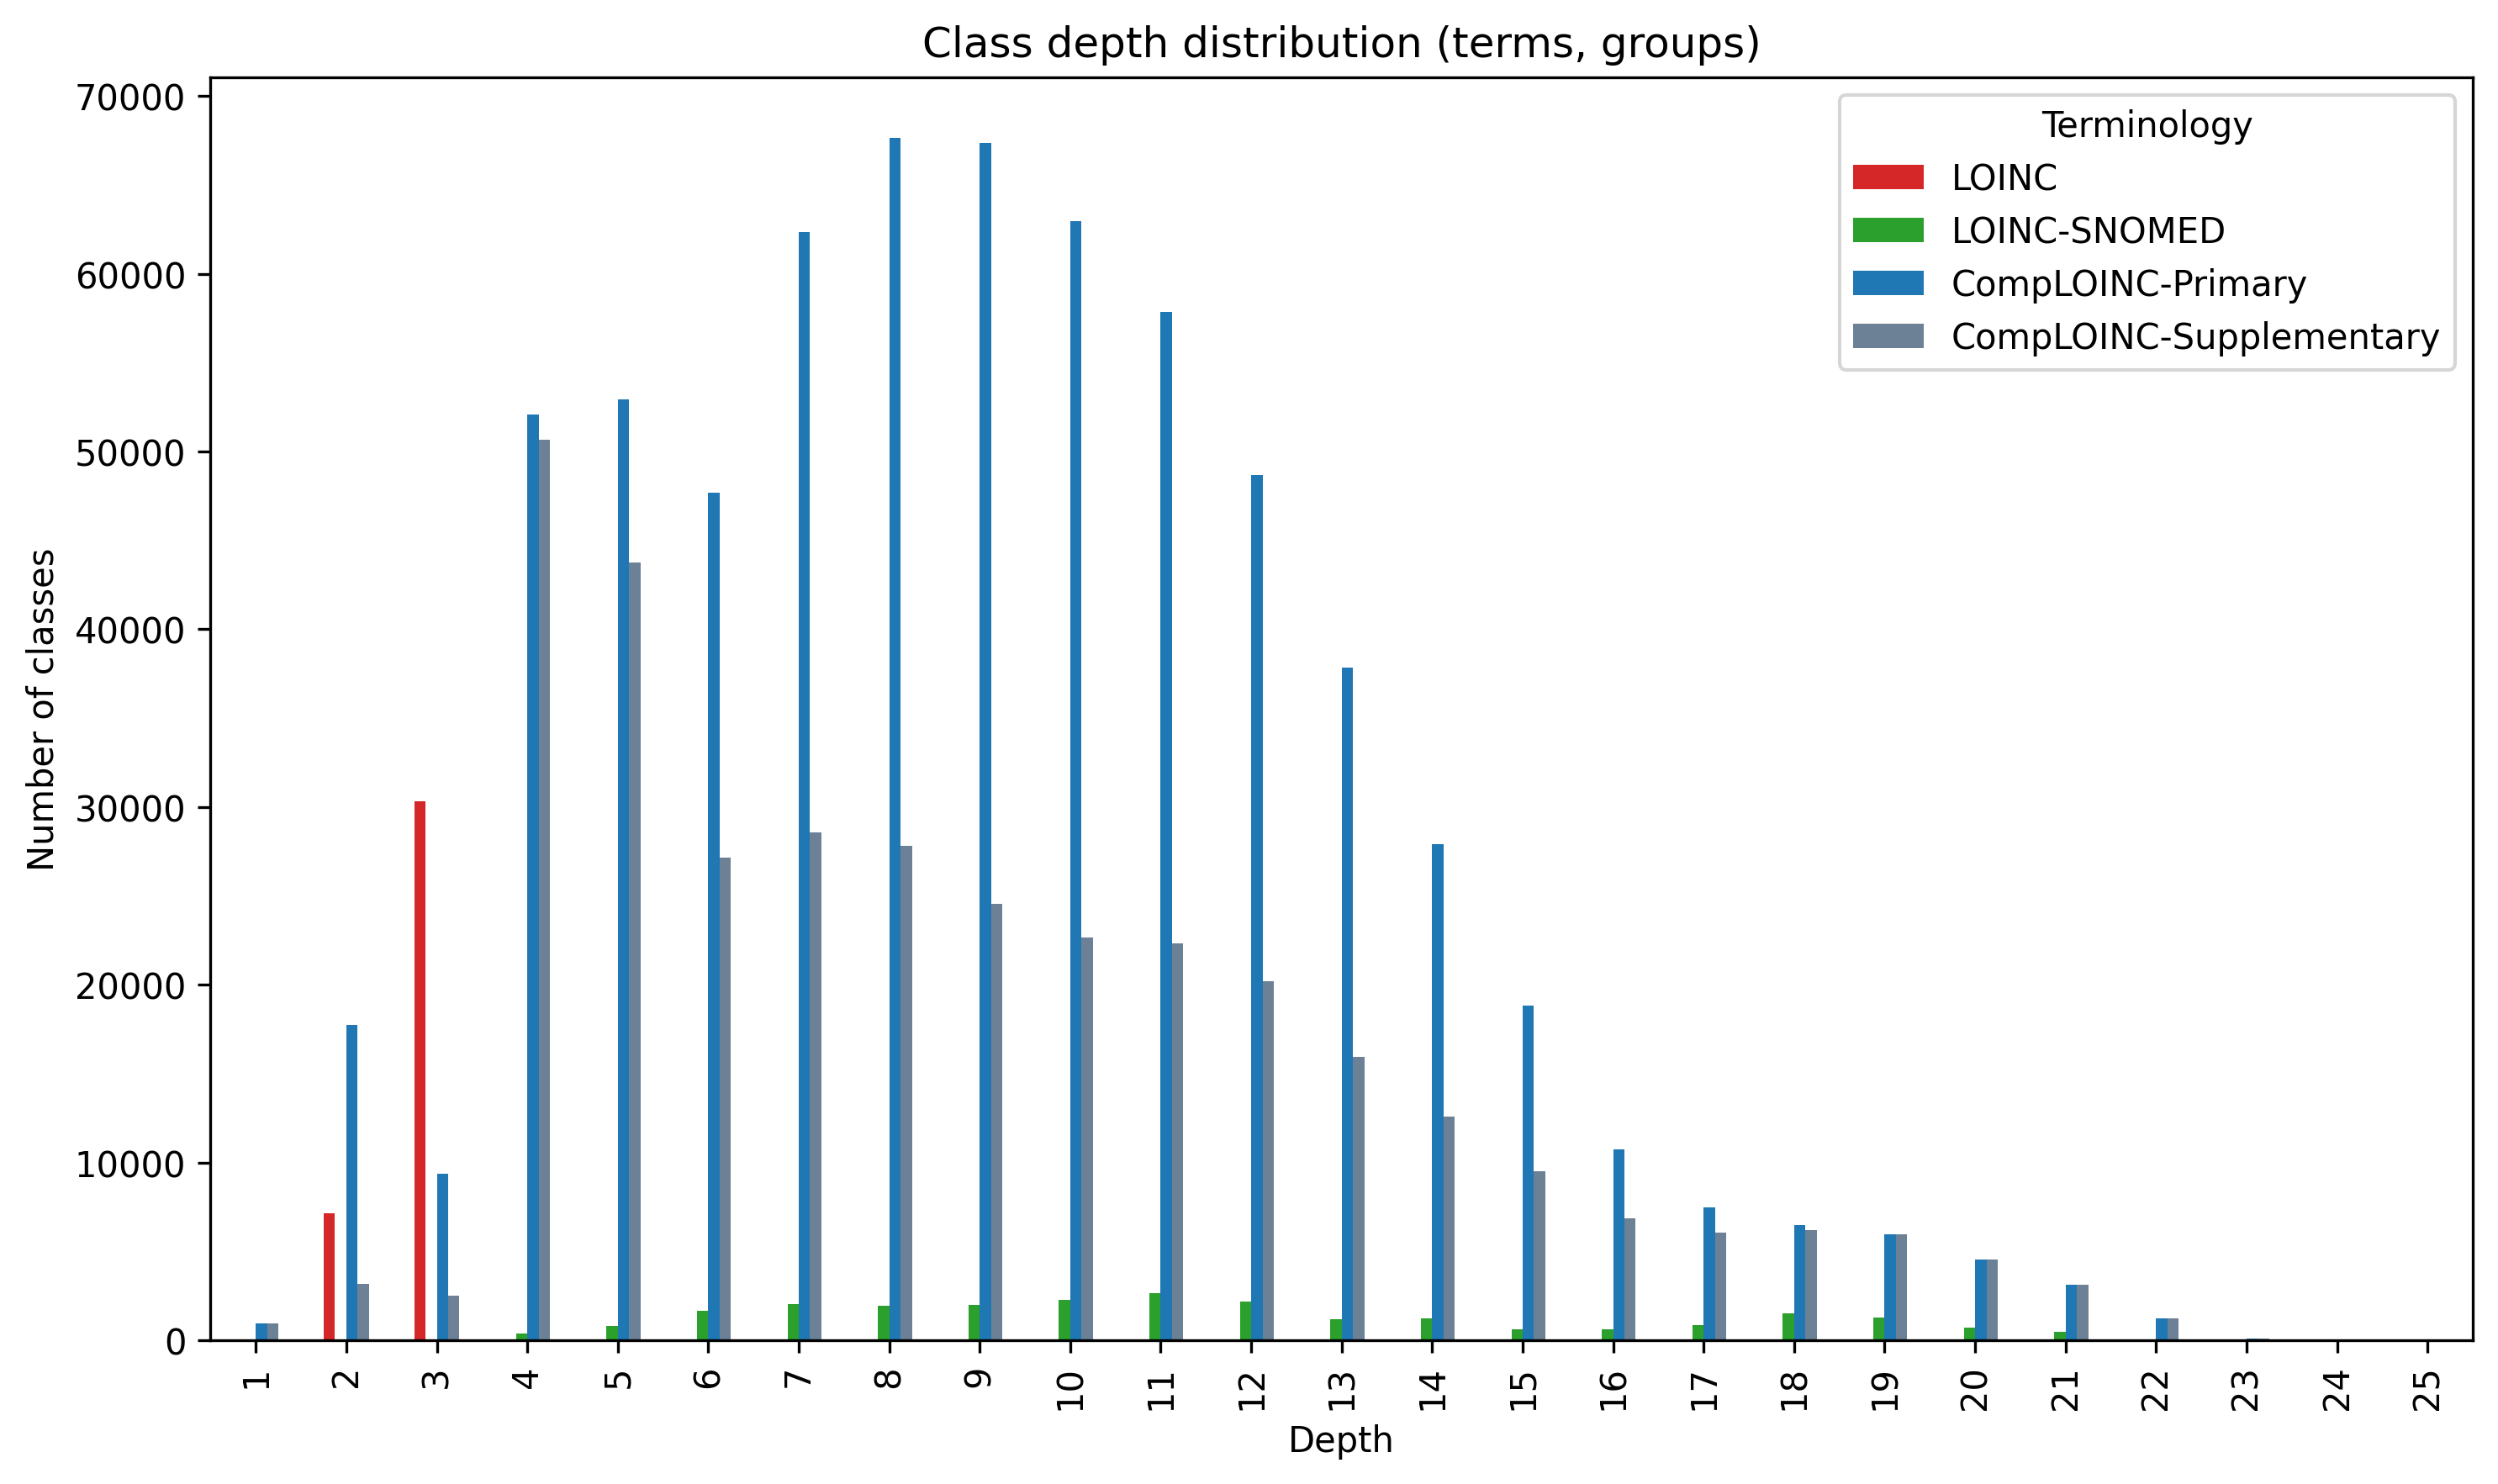 Class depth distribution (terms, groups)
Number of classes
70000
60000
50000
40000
30000
20000
10000
0
Terminology
LOINC
LOINC-SNOMED
CompLOINC-Primary
CompLOINC-Supplementary
1 2 3 4 5 6 7 8 9 10 11 12 13 14 15 16 17 18 19 20 21 22 23 24 25
Depth